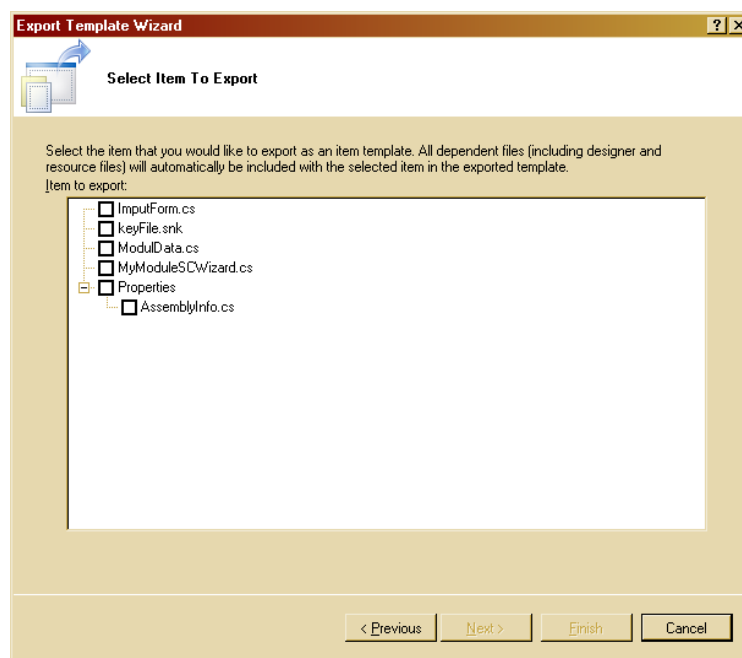 Export Template Wizard
Select Item To Export
Select the item that you would like to export as an item template. All dependent files (including designer and
resource files) will automatically be included with the selected item in the exported template.
Item to export:
ImputForm.cs
keyFile.snk
ModulData.cs
MyModuleSCWizard.cs
Properties
AssemblyInfo.cs
< Previous Next > Finish Cancel